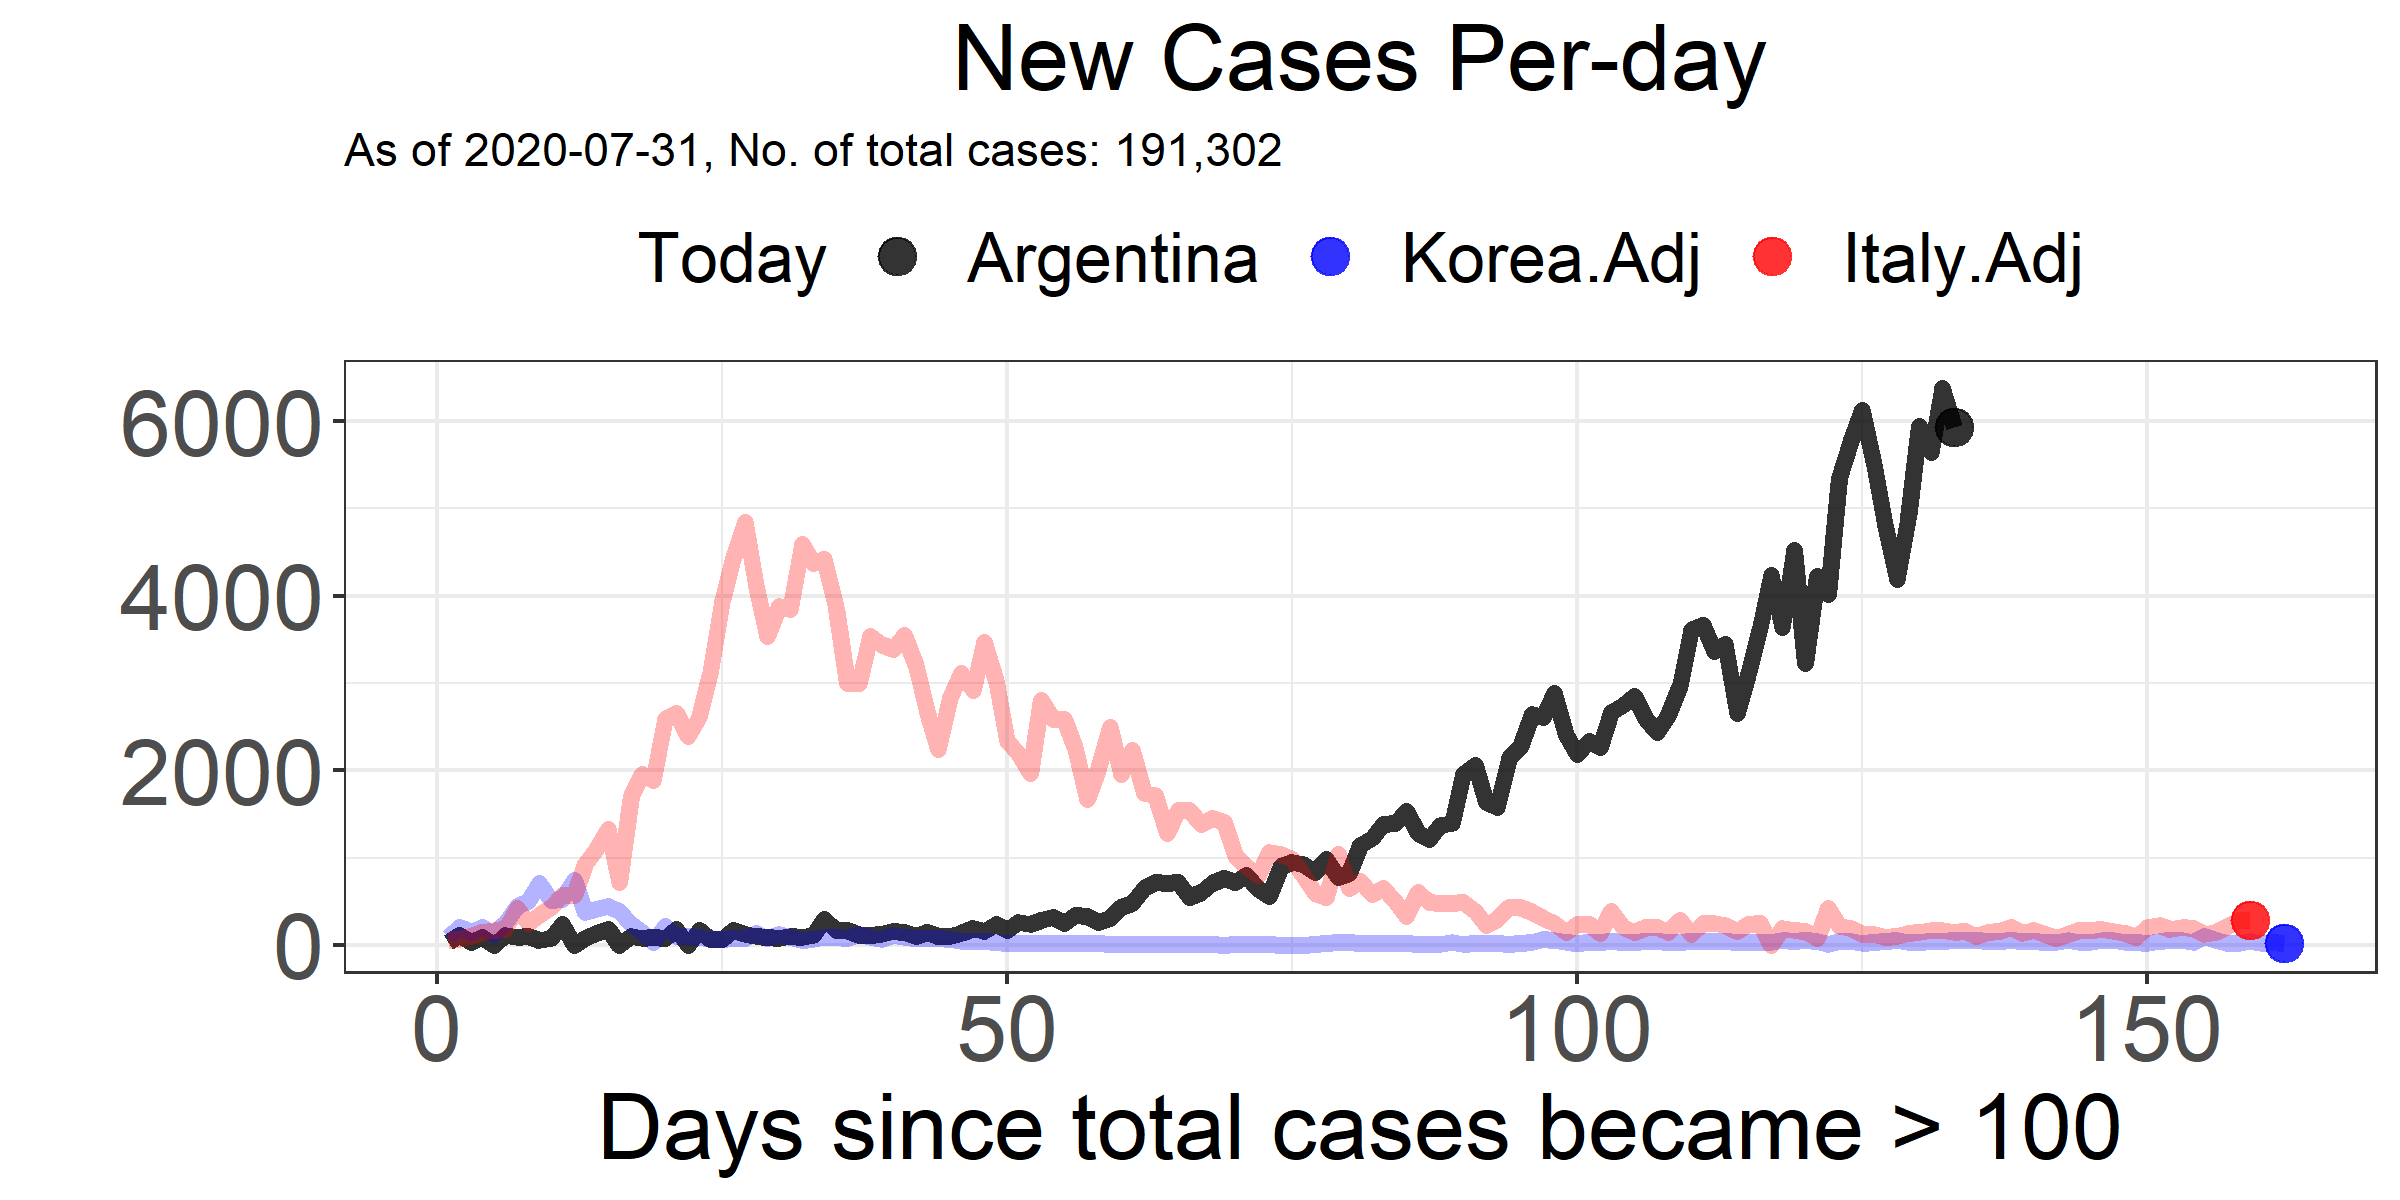 New Cases Per-day
As of 2020-07-31, No. of total cases: 191,302
Today Argentina Korea.Adj Italy.Adj
6000
4000
2000
0
0 50 100 150
Days since total cases became > 100